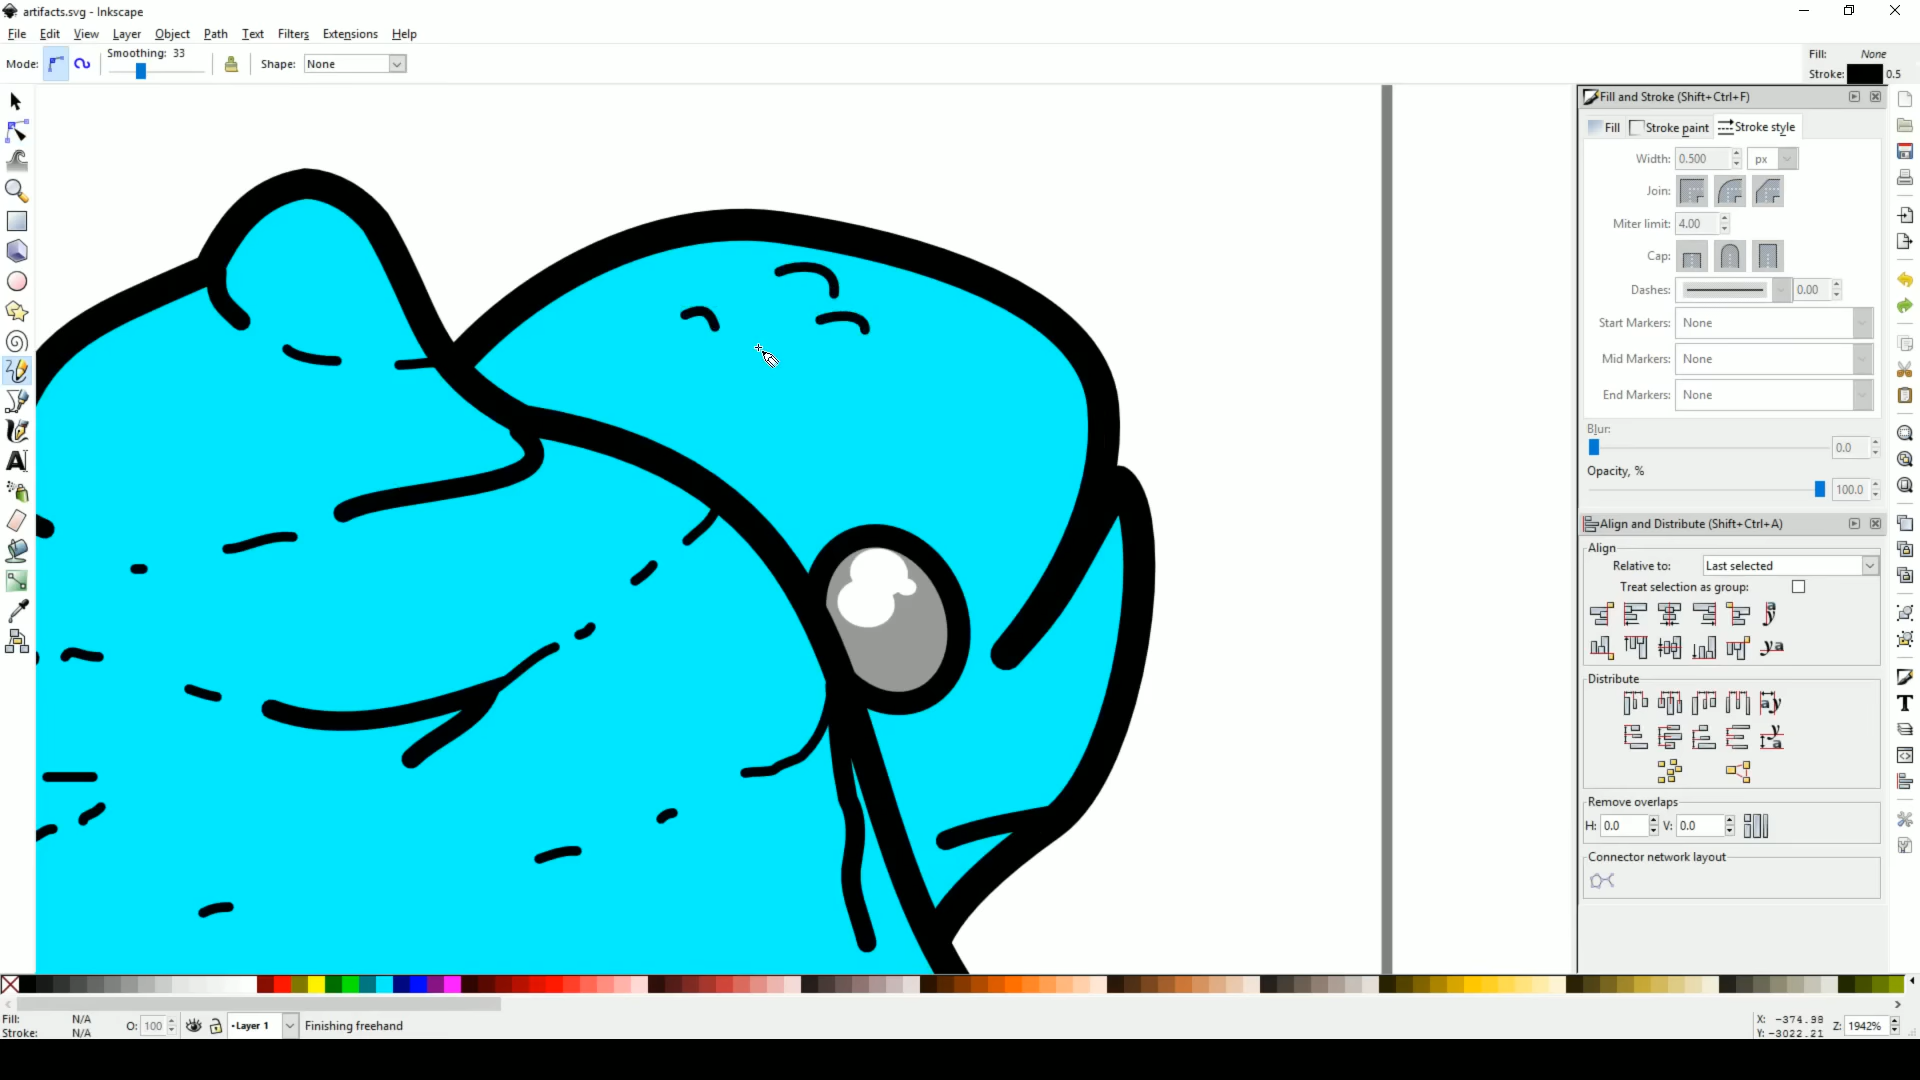 artifacts.svg - Inkscape
File Edit View Layer Object Path Text Filters Extensions Help
Mode: Smoothing: 33 Shape: None
Fill: None
Stroke: 0.5
Fill and Stroke (Shift+Ctrl+F)
Fill Stroke paint Stroke style
Width: 0.500 px
Join:
Miter limit: 4.00
Cap:
Dashes: 0.00
Start Markers: None
Mid Markers: None
End Markers: None
Blur:
0.0
Opacity, %
100.0
Align and Distribute (Shift+Ctrl+A)
Align
Relative to: Last selected
Treat selection as group:
Distribute
Remove overlaps
H: 0.0 V: 0.0
Connector network layout
Fill: N/A
Stroke: N/A
O: 100
•Layer 1
Finishing freehand
X: -374.98
Y: -3022.21
Z: 1942%